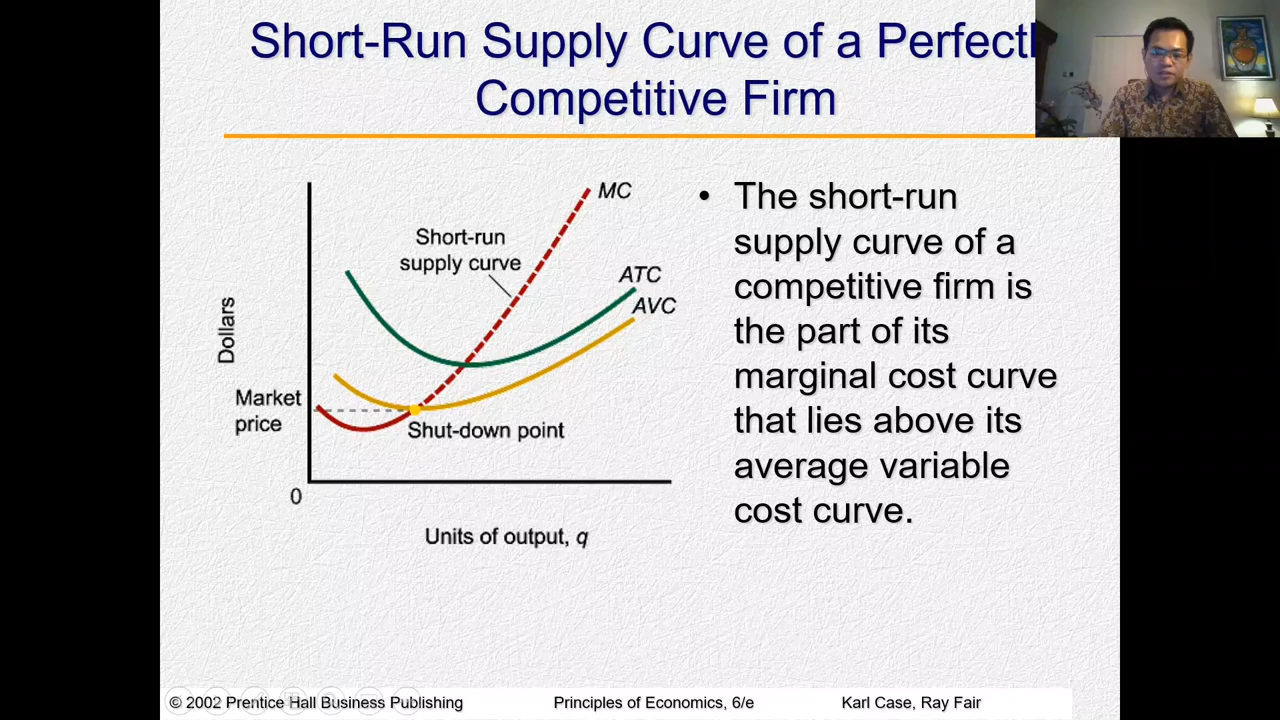 Short-Run Supply Curve of a Perfectl
Competitive Firm
MC
Short-run
supply curve
ATC
AVC
Dollars
Market
price
Shut-down point
0
Units of output, q
• The short-run
supply curve of a
competitive firm is
the part of its
marginal cost curve
that lies above its
average variable
cost curve.
© 2002 Prentice Hall Business Publishing
Principles of Economics, 6/e
Karl Case, Ray Fair